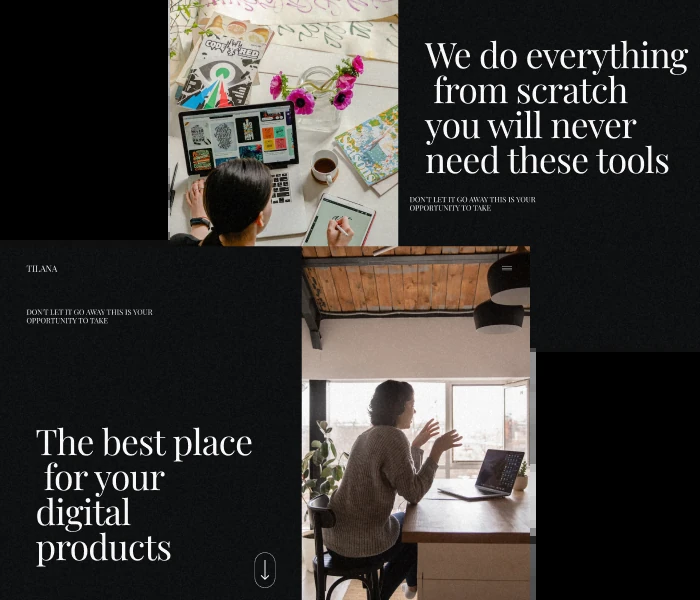 CODE RED
We do everything
from scratch
you will never
need these tools
DON'T LET IT GO AWAY THIS IS YOUR
OPPORTUNITY TO TAKE
TILANA
DON'T LET IT GO AWAY THIS IS YOUR
OPPORTUNITY TO TAKE
The best place
for your
digital
products